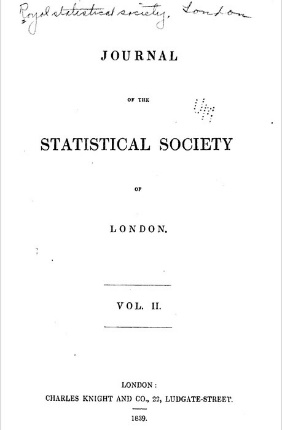 Royal statistical society, London
JOURNAL
OF THE
STATISTICAL SOCIETY
OF
LONDON.
VOL. II.
LONDON:
CHARLES KNIGHT AND CO., 22, LUDGATE-STREET.
1839.